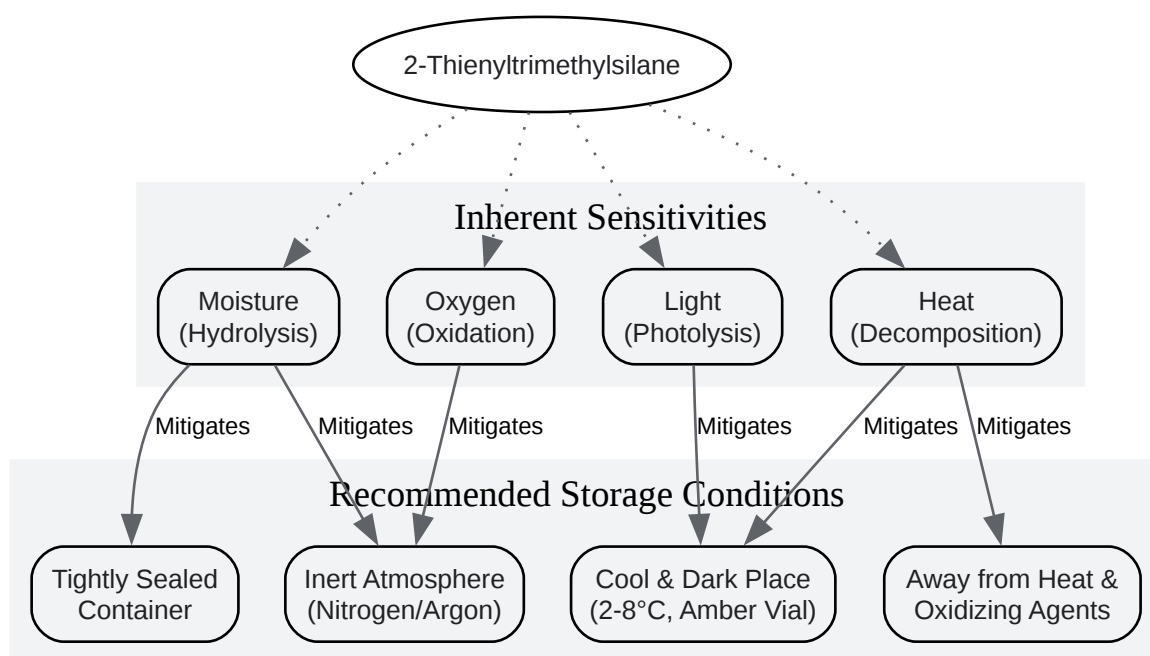 2-Thienyltrimethylsilane
Inherent Sensitivities
Moisture
(Hydrolysis)
Oxygen
(Oxidation)
Light
(Photolysis)
Heat
(Decomposition)
Mitigates
Mitigates
Mitigates
Mitigates
Mitigates
Mitigates
Recommended Storage Conditions
Tightly Sealed
Container
Inert Atmosphere
(Nitrogen/Argon)
Cool & Dark Place
(2-8°C, Amber Vial)
Away from Heat &
Oxidizing Agents